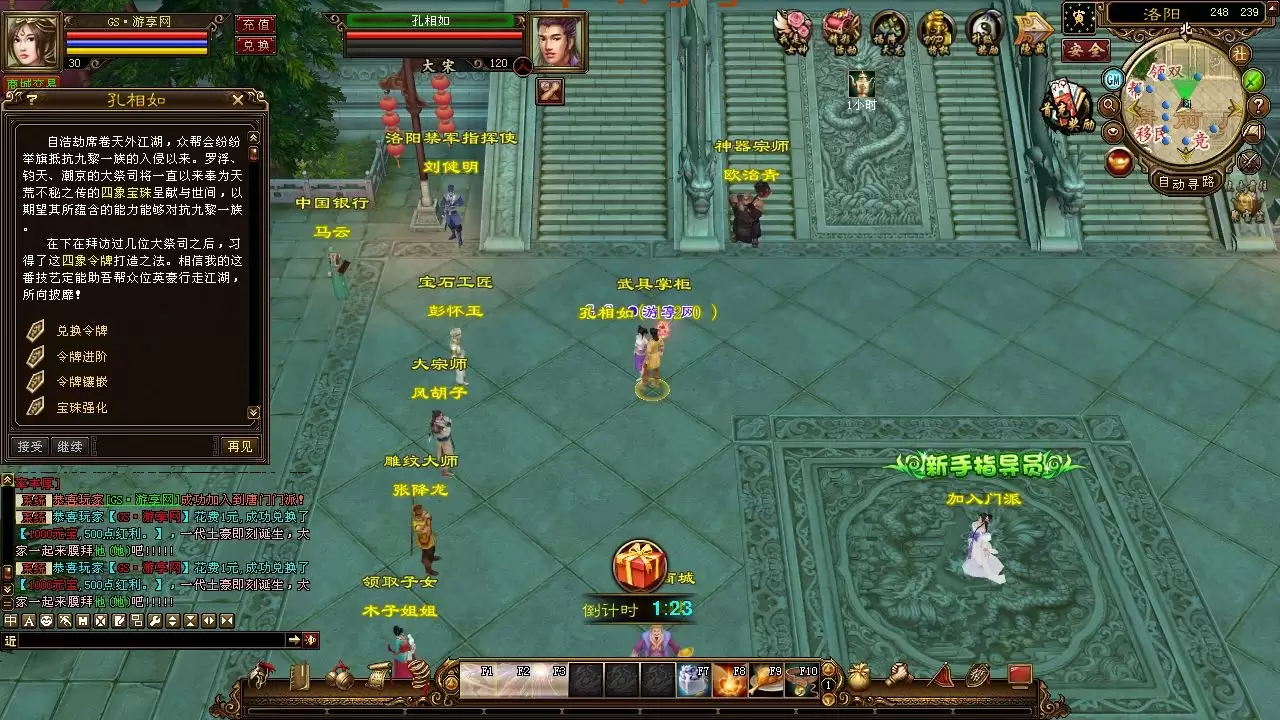 GS·游享网
充值
兑换
30
商城交易
孔相如
大宋
120
1小时
洛阳
248 239
北
安全
社
GM
自动寻路
?
孔相如
自浩劫席卷天外江湖，众帮会纷纷
举旗抵抗九黎一族的入侵以来。罗浮、
钧天、潮京的大祭司将一直以来奉为天
荒不秘之传的四象宝珠呈献与世间，以
期望其所蕴含的能力能够对抗九黎一族
。
在下在拜访过几位大祭司之后，习
得了这四象令牌打造之法。相信我的这
番技艺定能助吾帮众位英豪行走江湖，
所向披靡！
兑换令牌
令牌进阶
令牌镶嵌
宝珠强化
接受
继续
再见
洛阳禁军指挥使
刘健明
中国银行
马云
神器宗师
欧治青
宝石工匠
彭怀玉
武具掌柜
孔相如
大宗师
风胡子
雕纹大师
张降龙
领取子女
木子姐姐
新手指导员
加入门派
商城
倒计时 1:23
恭喜玩家[GS·游享网]成功加入到唐门门派!
恭喜玩家【GS·游享网】花费1元,成功兑换了
【1000元宝,500点红利。】，一代土豪即刻诞生，大
家一起来膜拜他(她)吧!!!!!
恭喜玩家【GS·游享网】花费1元,成功兑换了
【1000元宝,500点红利。】，一代土豪即刻诞生，大
家一起来膜拜他(她)吧!!!!!
近
F1
F2
F3
F7
F8
F9
F10